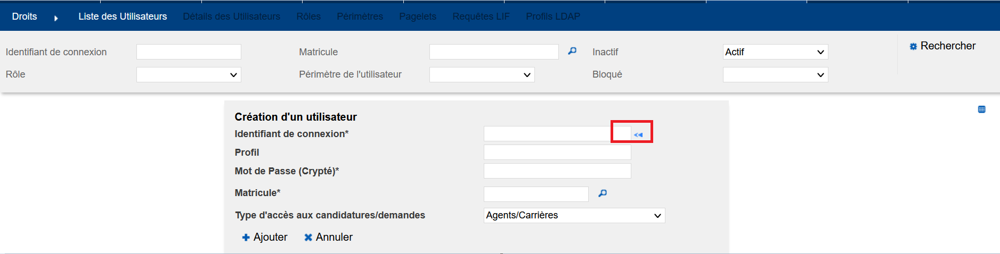 Droits Liste des Utilisateurs Détails des Utilisateurs Rôles Périmètres Pagelets Requêtes LIF Profils LDAP
Identifiant de connexion Matricule Inactif Actif Rechercher
Rôle Périmètre de l'utilisateur Bloqué
Création d'un utilisateur
Identifiant de connexion*
Profil
Mot de Passe (Crypté)*
Matricule*
Type d'accès aux candidatures/demandes Agents/Carrières
Ajouter Annuler